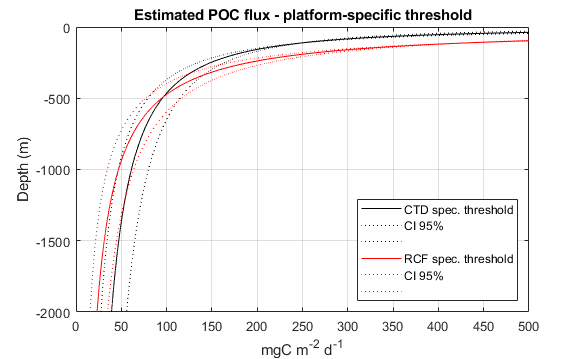 Estimated POC flux - platform-specific threshold
0
-500
-1000
-1500
-2000
Depth (m)
CTD spec. threshold
CI 95%
RCF spec. threshold
CI 95%
0 50 100 150 200 250 300 350 400 450 500
mgC m⁻² d⁻¹